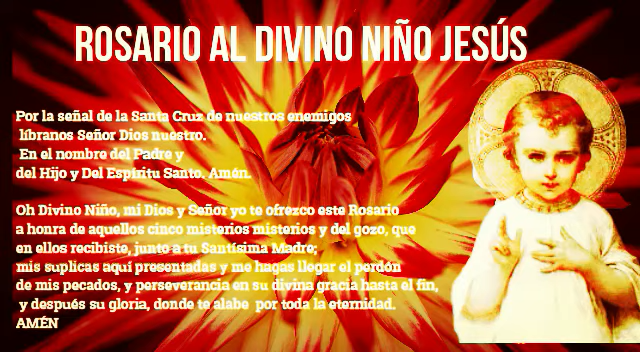 ROSARIO AL DIVINO NIÑO JESÚS
Por la señal de la Santa Cruz de nuestros enemigos
líbranos Señor Dios nuestro.
En el nombre del Padre y
del Hijo y Del Espíritu Santo. Amén.
Oh Divino Niño, mi Dios y Señor yo te ofrezco este Rosario
a honra de aquellos cinco misterios misterios y del gozo, que
en ellos recibiste, junto a tu Santísima Madre;
mis suplicas aquí presentadas y me hagas llegar el perdón
de mis pecados, y perseverancia en su divina gracia hasta el fin,
y después su gloria, donde te alabe por toda la eternidad.
AMÉN